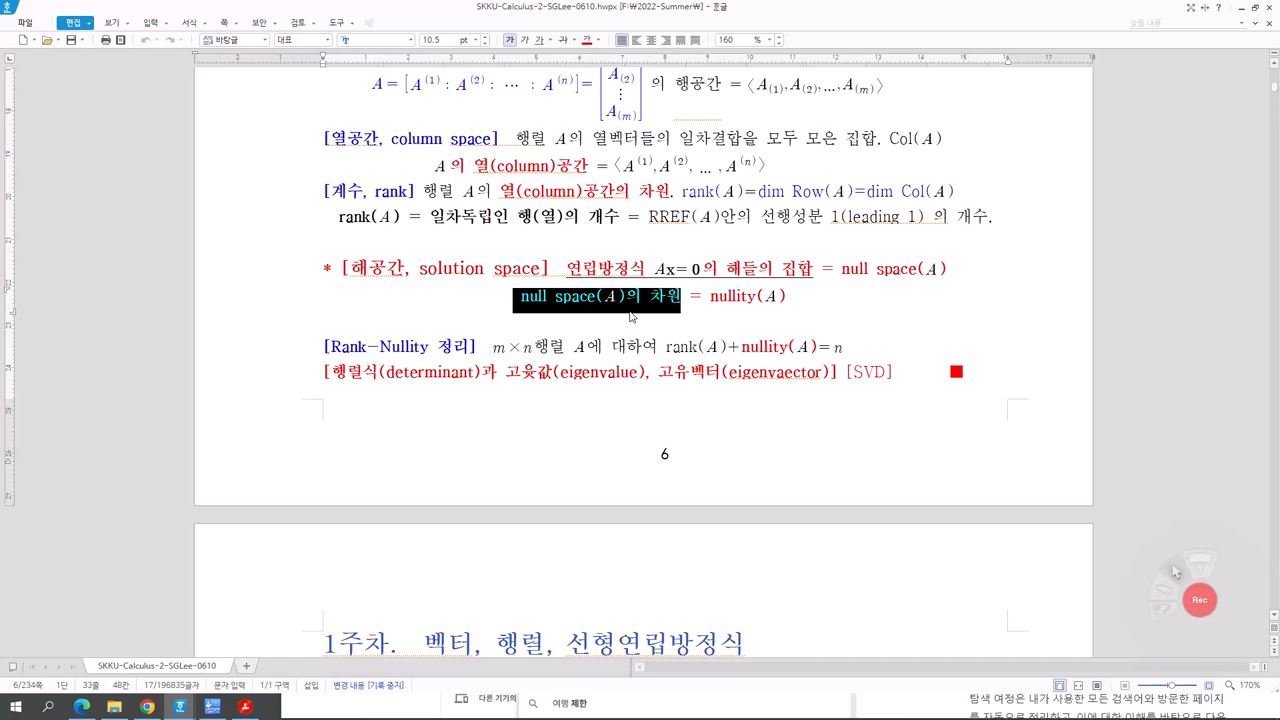 SKKU-Calculus-2-SGLee-0610.hwpx [F:\2022-Summer\] - 훈글
파일 편집 보기 입력 서식 쪽 보안 검토 도구 찾을 내용
바탕글 대표 10.5 pt 가 가 가 가 가 160 %
A = [A⁽¹⁾ : A⁽²⁾ : ⋯ : A⁽ⁿ⁾] = [A₍₂₎ ⋮ A₍ₘ₎] 의 행공간 = ⟨A₍₁₎, A₍₂₎, ..., A₍ₘ₎⟩
[열공간, column space] 행렬 A의 열벡터들의 일차결합을 모두 모은 집합. Col(A)
A 의 열(column)공간 = ⟨A⁽¹⁾, A⁽²⁾, ... , A⁽ⁿ⁾⟩
[계수, rank] 행렬 A의 열(column)공간의 차원. rank(A)=dim Row(A)=dim Col(A)
rank(A) = 일차독립인 행(열)의 개수 = RREF(A)안의 선행성분 1(leading 1) 의 개수.
* [해공간, solution space] 연립방정식 Ax= 0의 해들의 집합 = null space(A)
null space(A)의 차원 = nullity(A)
[Rank-Nullity 정리] m×n행렬 A에 대하여 rank(A)+nullity(A)=n
[행렬식(determinant)과 고윳값(eigenvalue), 고유벡터(eigenvaector)] [SVD]
6
Rec
1주차. 벡터, 행렬, 선형연립방정식
SKKU-Calculus-2-SGLee-0610
6/234쪽 1단 33줄 48칸 17/196835글자 문자 입력 1/1 구역 삽입 변경 내용 [기록 중지] 170%
다른 기기의 여행 제한 탐색 여정은 내가 사용한 모든 검색어와 방문한 페이지